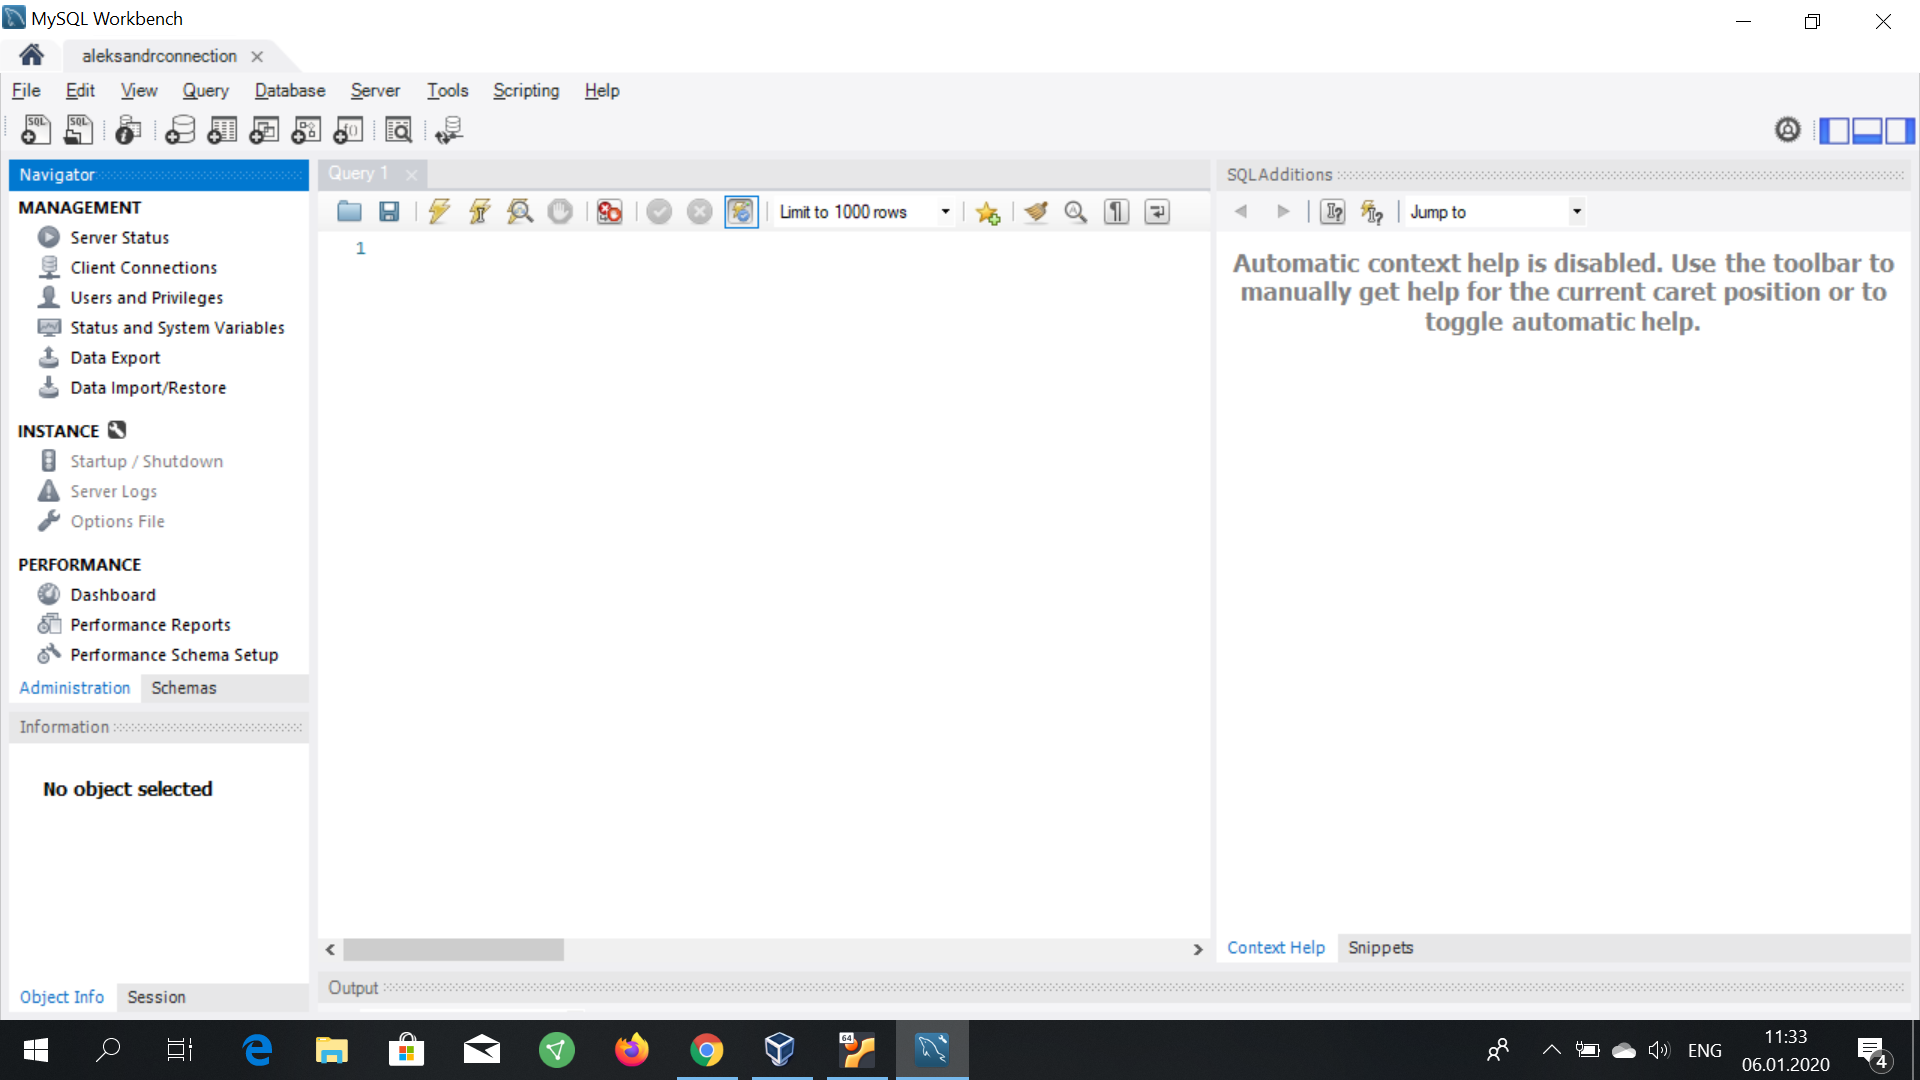 MySQL Workbench
aleksandrconnection
File Edit View Query Database Server Tools Scripting Help
SQL SQL
Navigator
MANAGEMENT
Server Status
Client Connections
Users and Privileges
Status and System Variables
Data Export
Data Import/Restore
INSTANCE
Startup / Shutdown
Server Logs
Options File
PERFORMANCE
Dashboard
Performance Reports
Performance Schema Setup
Administration Schemas
Information
No object selected
Object Info Session
Query 1
Limit to 1000 rows
1
Output
SQLAdditions
Jump to
Automatic context help is disabled. Use the toolbar to
manually get help for the current caret position or to
toggle automatic help.
Context Help Snippets
64
ENG
11:33
06.01.2020
4